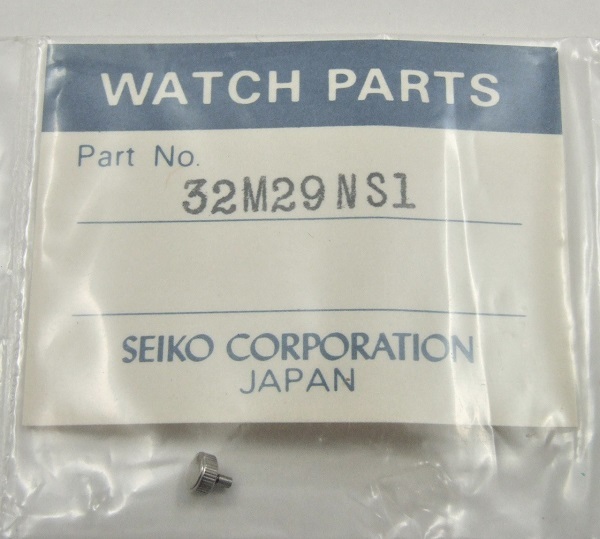 WATCH PARTS
Part No.
32M29NS1
SEIKO CORPORATION
JAPAN